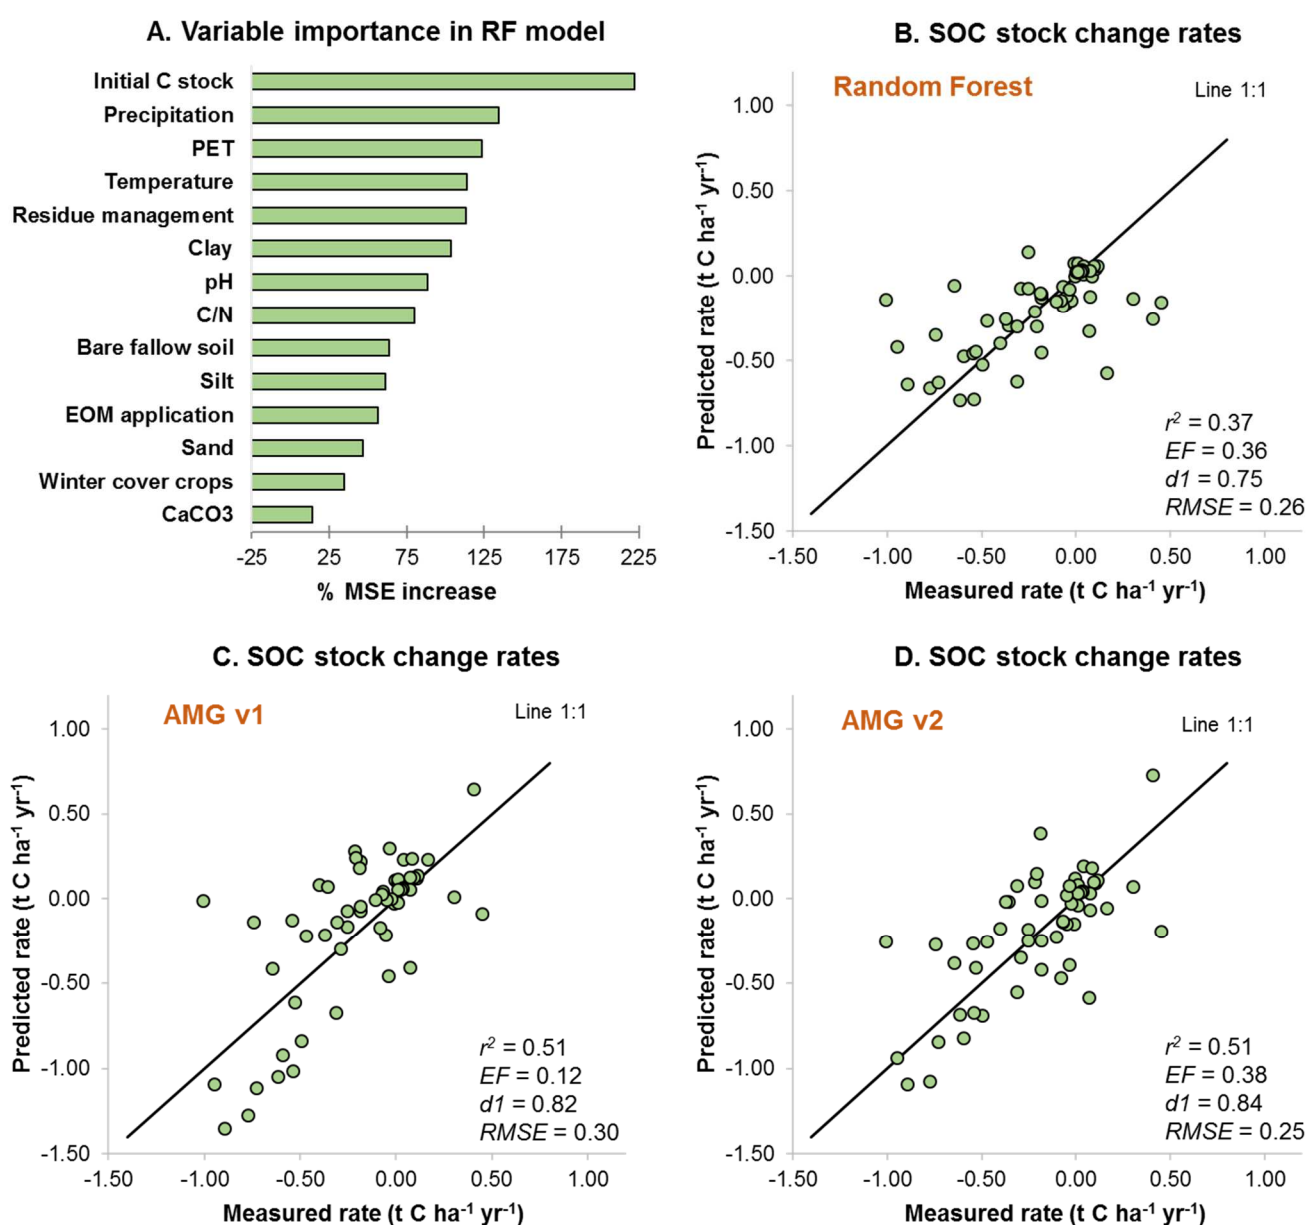 A. Variable importance in RF model
Initial C stock
Precipitation
PET
Temperature
Residue management
Clay
pH
C/N
Bare fallow soil
Silt
EOM application
Sand
Winter cover crops
CaCO3
-25 25 75 125 175 225
% MSE increase
B. SOC stock change rates
Random Forest
Line 1:1
Predicted rate (t C ha⁻¹ yr⁻¹)
1.00
0.50
0.00
-0.50
-1.00
-1.50
r² = 0.37
EF = 0.36
d1 = 0.75
RMSE = 0.26
-1.50 -1.00 -0.50 0.00 0.50 1.00
Measured rate (t C ha⁻¹ yr⁻¹)
C. SOC stock change rates
AMG v1
Line 1:1
Predicted rate (t C ha⁻¹ yr⁻¹)
1.00
0.50
0.00
-0.50
-1.00
-1.50
r² = 0.51
EF = 0.12
d1 = 0.82
RMSE = 0.30
-1.50 -1.00 -0.50 0.00 0.50 1.00
Measured rate (t C ha⁻¹ yr⁻¹)
D. SOC stock change rates
AMG v2
Line 1:1
Predicted rate (t C ha⁻¹ yr⁻¹)
1.00
0.50
0.00
-0.50
-1.00
-1.50
r² = 0.51
EF = 0.38
d1 = 0.84
RMSE = 0.25
-1.50 -1.00 -0.50 0.00 0.50 1.00
Measured rate (t C ha⁻¹ yr⁻¹)